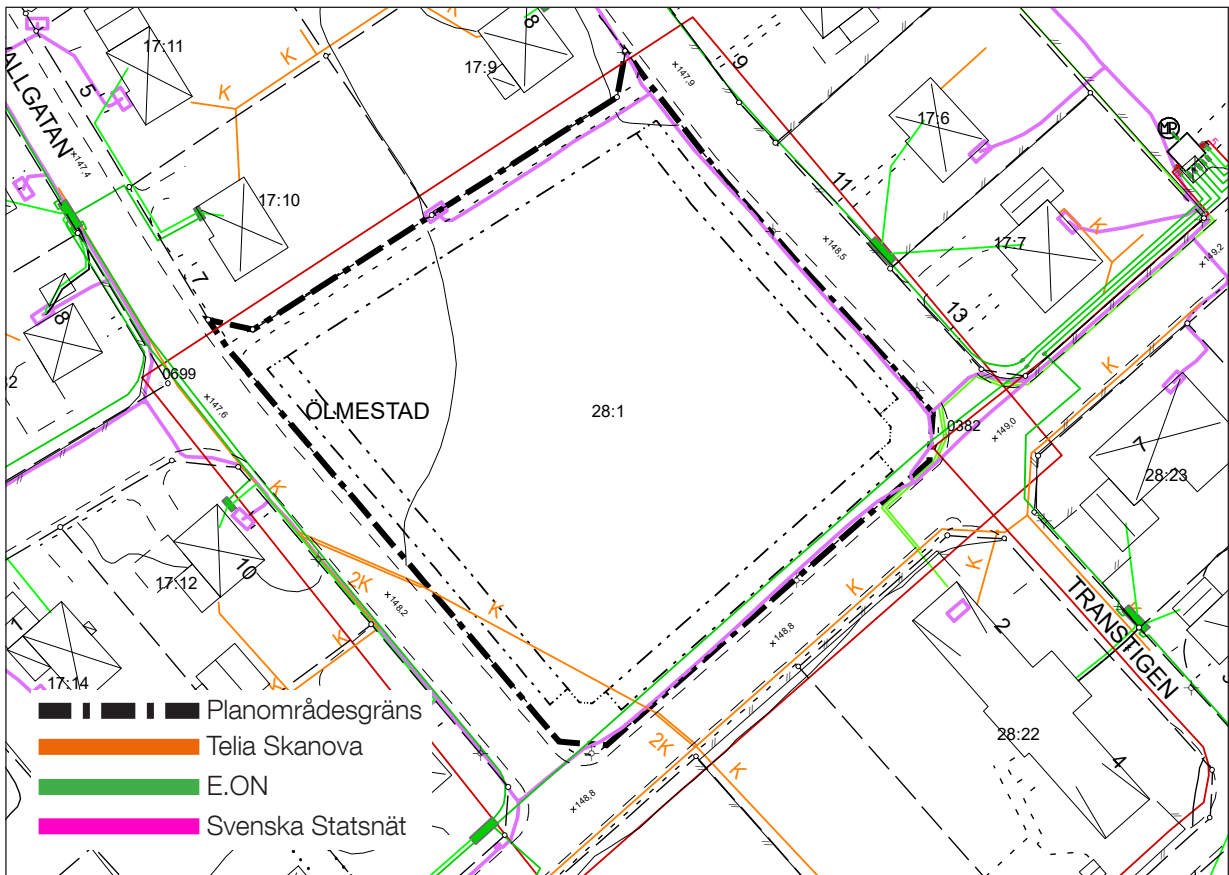 17:11
K
K
8
17:9
×147,9
9
17:6
MP
ALLGATAN
5
×147,4
K
17:10
11
×148,5
17:7
K
×149,2
7
8
13
0699
×147,6
ÖLMESTAD
28:1
K
0382
×149,0
7
28:23
K
17:12
10
2K
×148,2
K
K
K
K
2
TRANSTIGEN
K
×148,8
1
17:14
K
28:22
4
2K
K
×148,8
Planområdesgräns
Telia Skanova
E.ON
Svenska Statsnät